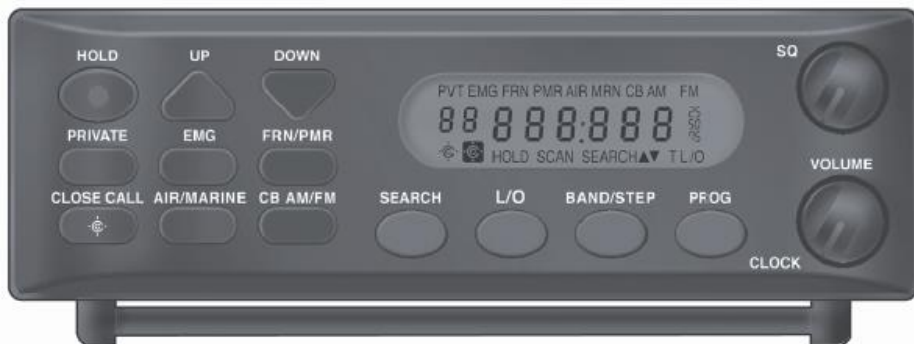 HOLD UP DOWN SQ
PVT EMG FRN PMR AIR MRN CB AM FM
88 888:888
PRIVATE EMG FRN/PMR
HOLD SCAN SEARCH▲▼ T L/O
VOLUME
CLOSE CALL AIR/MARINE CB AM/FM SEARCH L/O BAND/STEP PROG
CLOCK